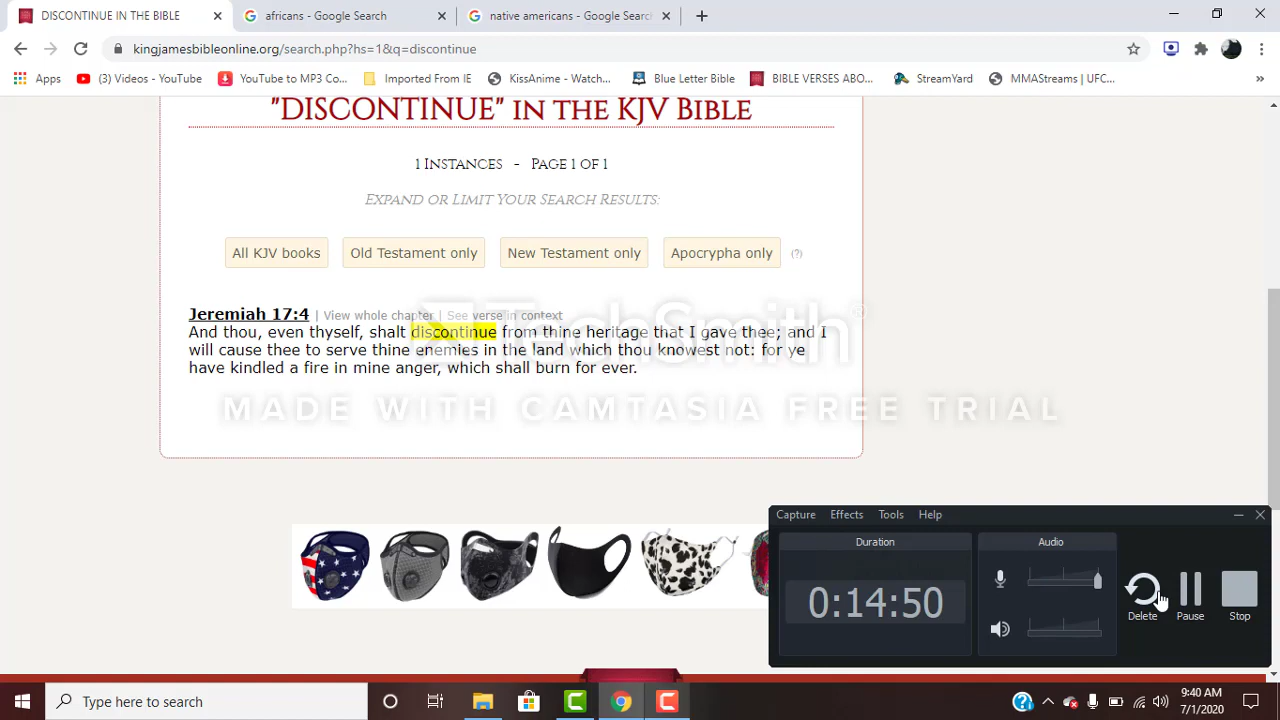 DISCONTINUE IN THE BIBLE
africans - Google Search
native americans - Google Search
kingjamesbibleonline.org/search.php?hs=1&q=discontinue
Apps
(3) Videos - YouTube
YouTube to MP3 Co...
Imported From IE
KissAnime - Watch...
Blue Letter Bible
BIBLE VERSES ABO...
StreamYard
MMAStreams | UFC...
»
"DISCONTINUE" IN THE KJV BIBLE
1 INSTANCES - PAGE 1 OF 1
EXPAND OR LIMIT YOUR SEARCH RESULTS:
All KJV books Old Testament only New Testament only Apocrypha only (?)
Jeremiah 17:4 | View whole chapter | See verse in context
And thou, even thyself, shalt discontinue from thine heritage that I gave thee; and I
will cause thee to serve thine enemies in the land which thou knowest not: for ye
have kindled a fire in mine anger, which shall burn for ever.
TechSmith®
MADE WITH CAMTASIA FREE TRIAL
Capture Effects Tools Help
Duration
Audio
0:14:50
Delete
Pause
Stop
Type here to search
9:40 AM
7/1/2020